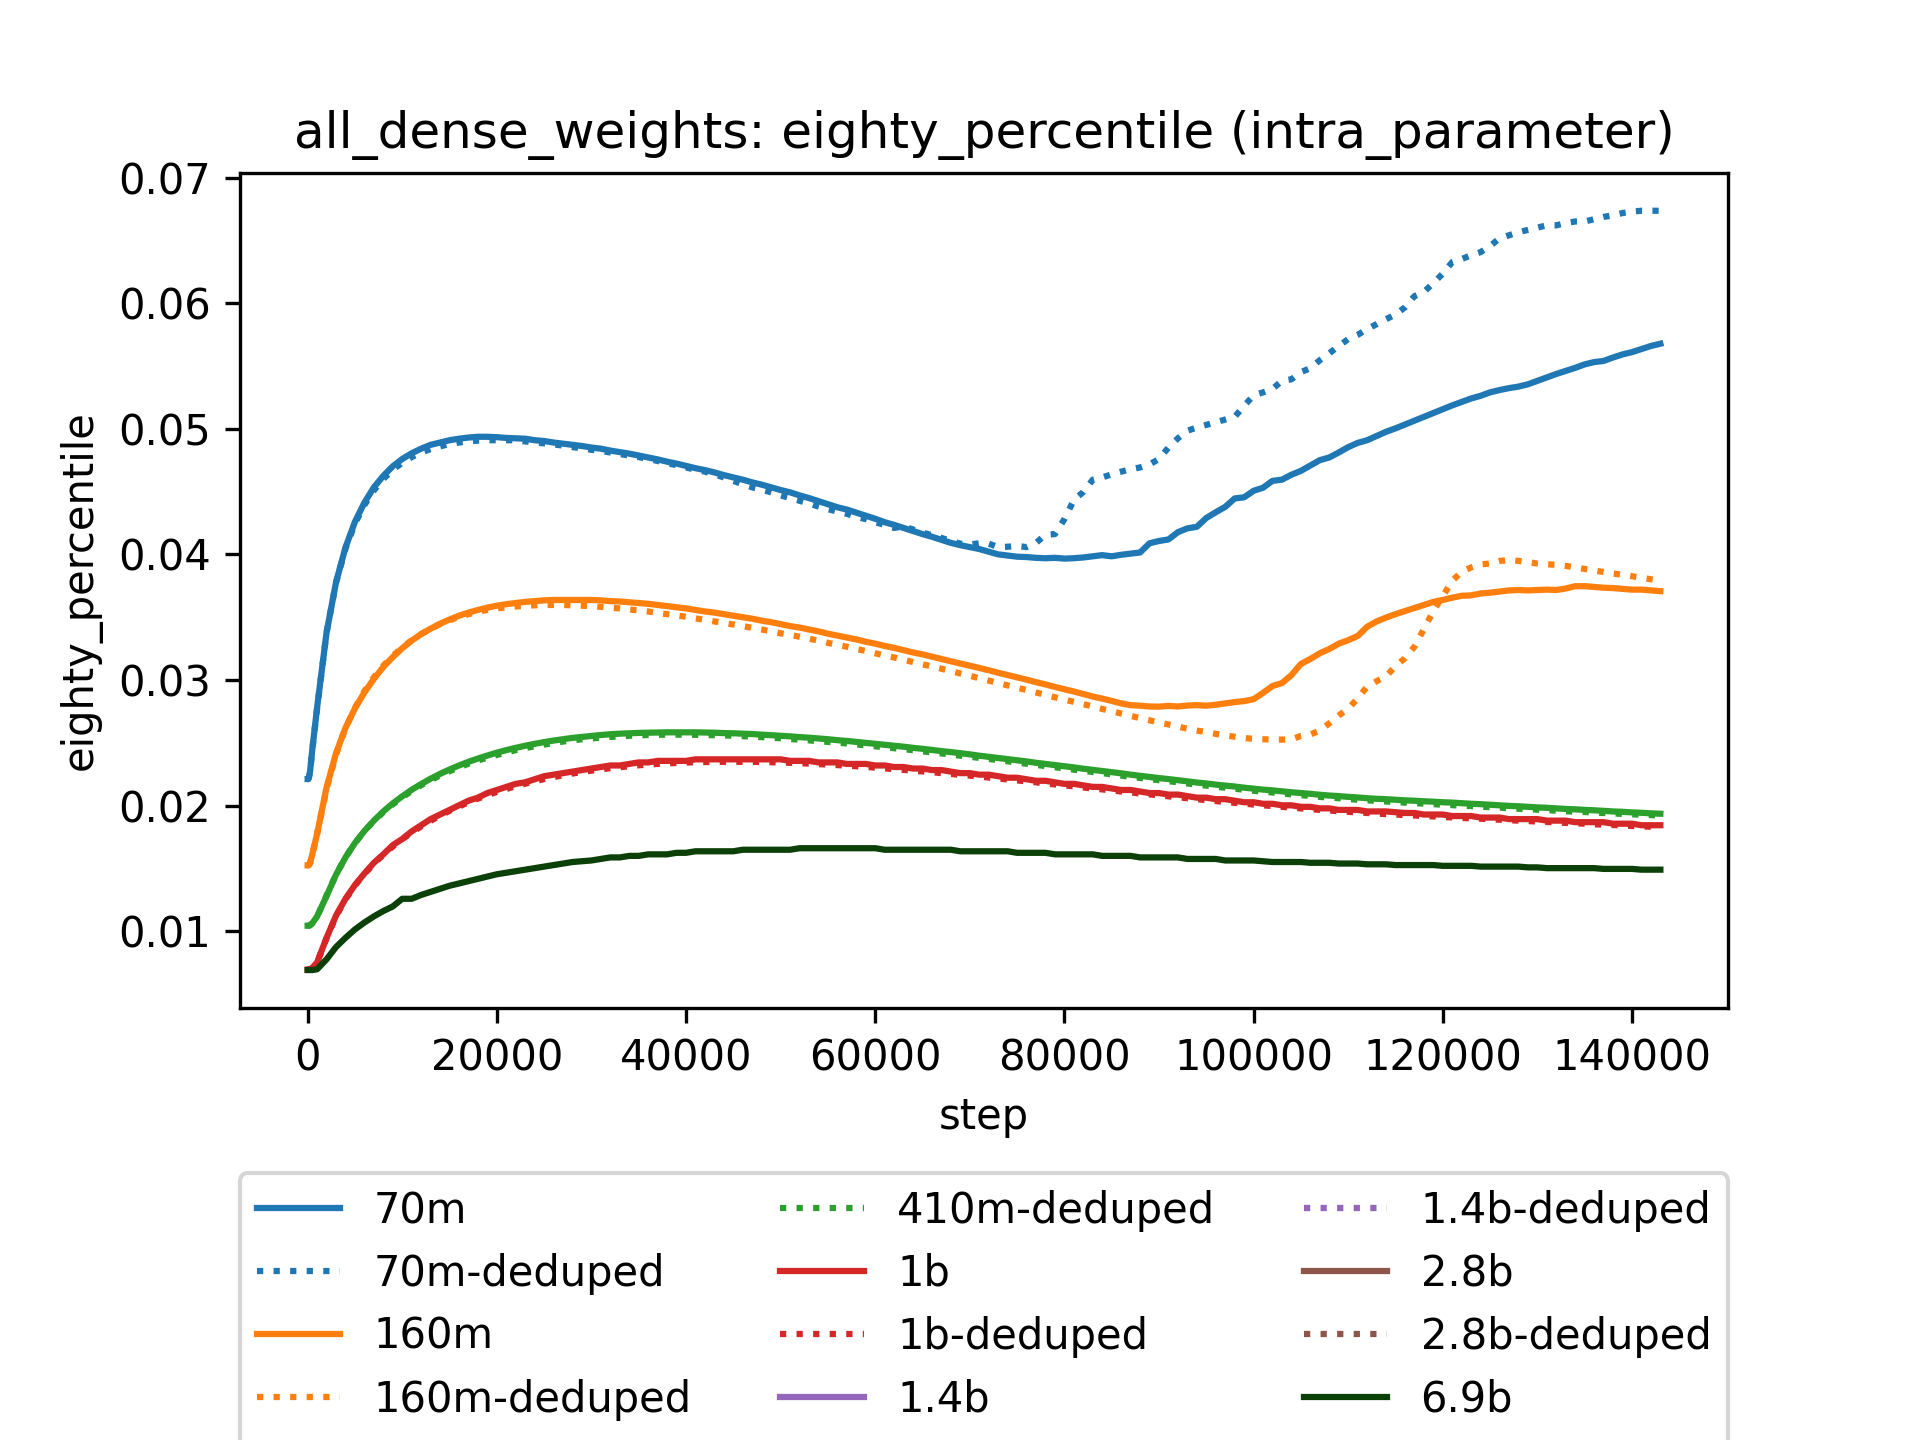 all_dense_weights: eighty_percentile (intra_parameter)
0.07
0.06
0.05
0.04
0.03
0.02
0.01
eighty_percentile
0 20000 40000 60000 80000 100000 120000 140000
step
70m 410m-deduped 1.4b-deduped
70m-deduped 1b 2.8b
160m 1b-deduped 2.8b-deduped
160m-deduped 1.4b 6.9b